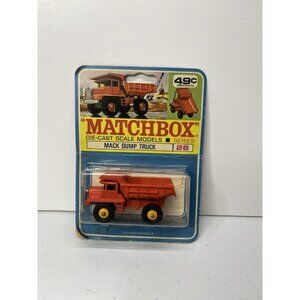 49¢
"MATCHBOX"
DIE-CAST SCALE MODELS ■ SERIES
MACK DUMP TRUCK 28